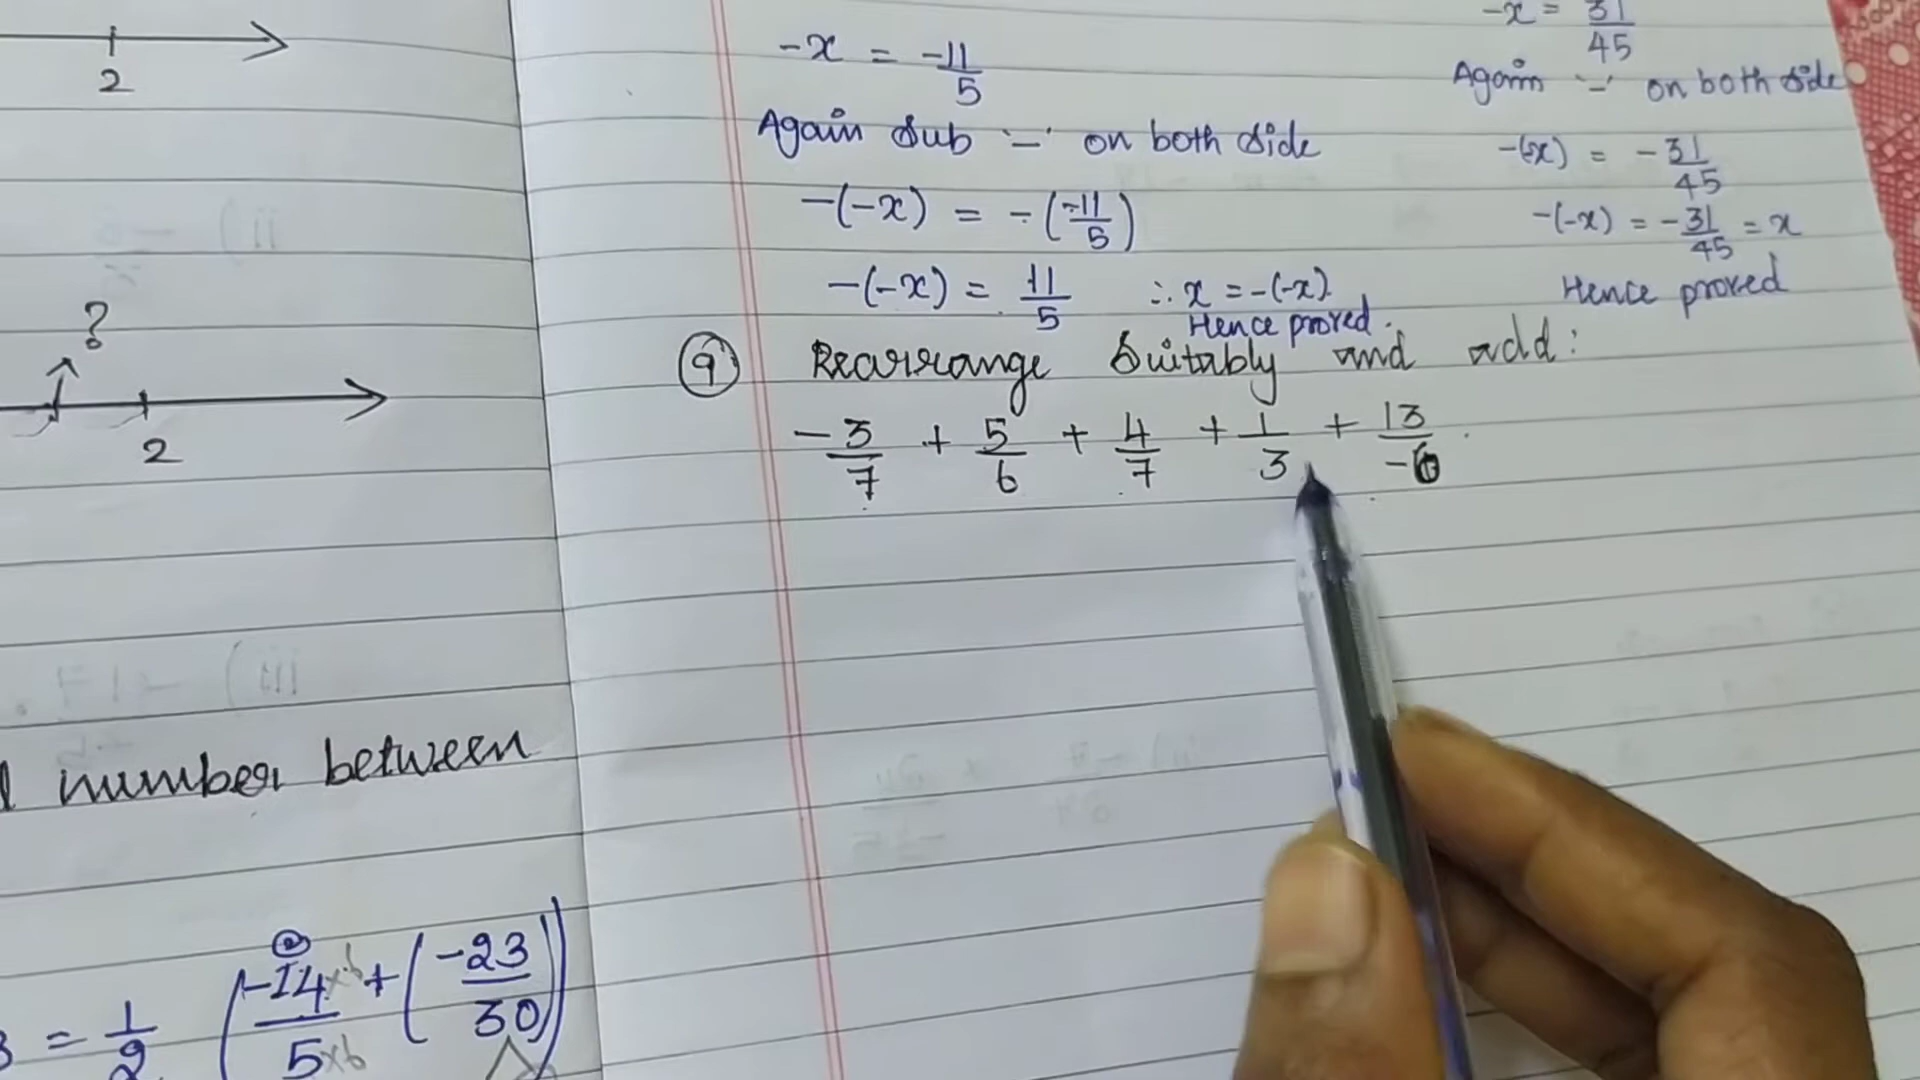 2
?
2
number between
= 1/2 (-14×6/5×6 + (-23/30))
-x = -11/5
Again Sub '-' on both side
-(-x) = -(-11/5)
-(-x) = 11/5 ∴ x = -(-x).
Hence proved.
-x = 31/45
Again '-' on both side
-(-x) = -31/45
-(-x) = -31/45 = x
Hence proved
9 Rearrange Suitably and add:
-3/7 + 5/6 + 4/7 + 1/3 + 13/-6